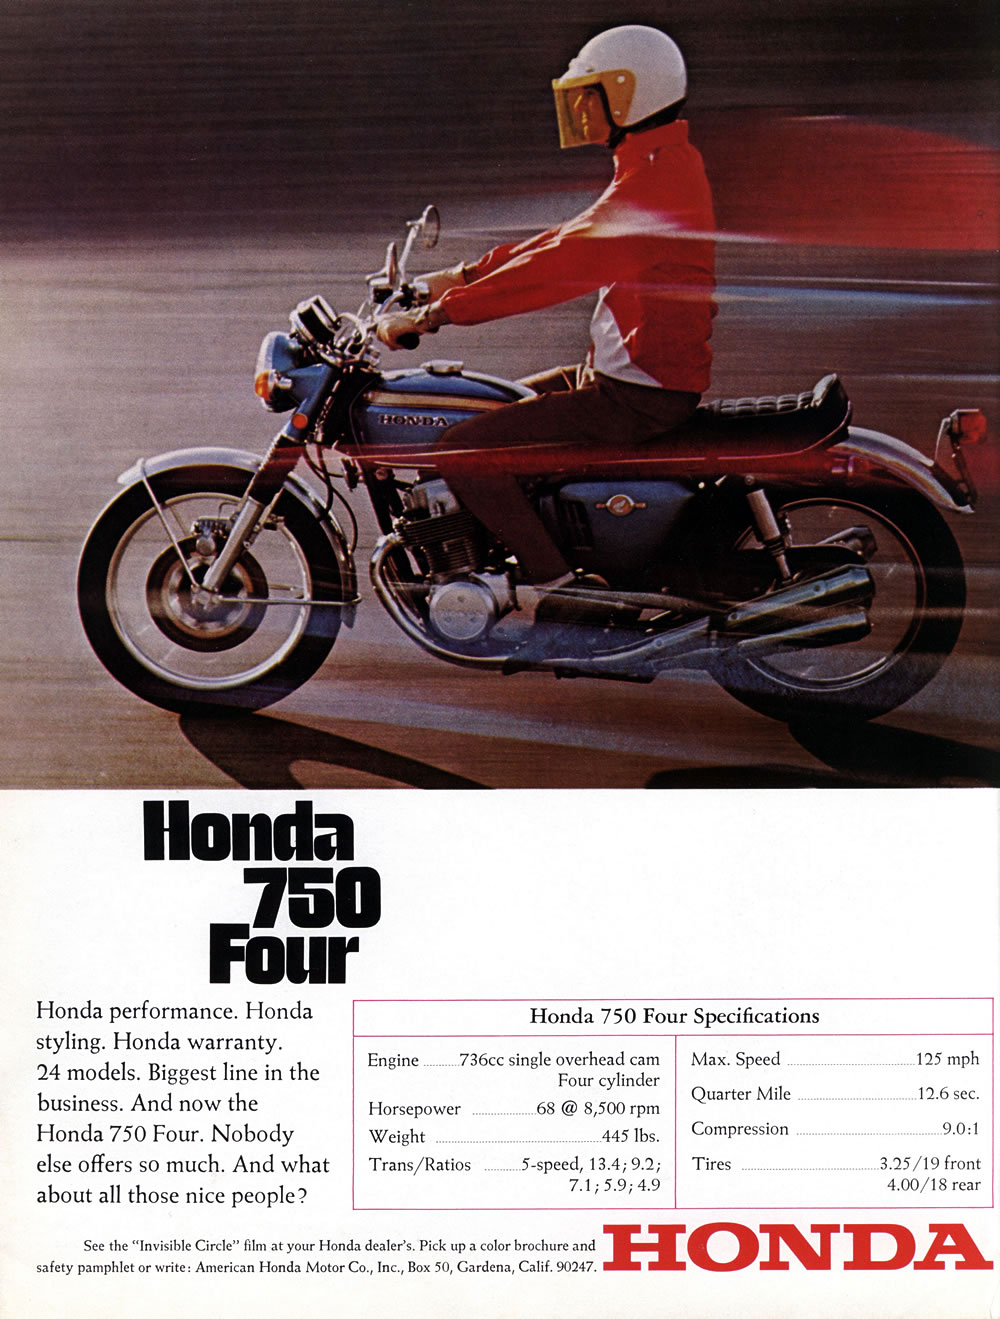 HONDA
Honda
750
Four
Honda performance. Honda
styling. Honda warranty.
24 models. Biggest line in the
business. And now the
Honda 750 Four. Nobody
else offers so much. And what
about all those nice people?
Honda 750 Four Specifications
Engine ........... 736cc single overhead cam
Four cylinder
Horsepower ........... 68 @ 8,500 rpm
Weight ........... 445 lbs.
Trans/Ratios ........... 5-speed, 13.4; 9.2;
7.1; 5.9; 4.9
Max. Speed ........... 125 mph
Quarter Mile ........... 12.6 sec.
Compression ........... 9.0:1
Tires ........... 3.25/19 front
4.00/18 rear
See the “Invisible Circle” film at your Honda dealer’s. Pick up a color brochure and
safety pamphlet or write: American Honda Motor Co., Inc., Box 50, Gardena, Calif. 90247.
HONDA